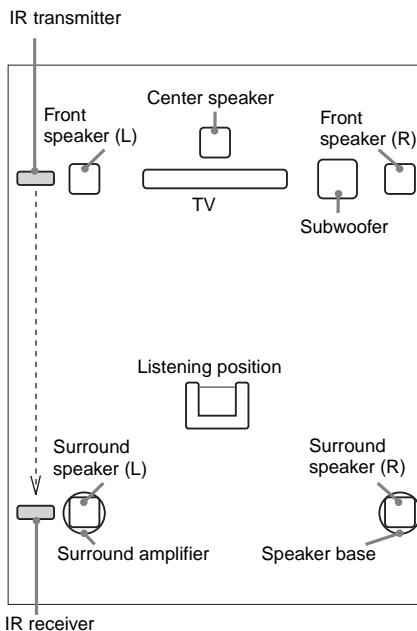 IR transmitter
Center speaker
Front
speaker (L)
Front
speaker (R)
TV
Subwoofer
Listening position
Surround
speaker (L)
Surround
speaker (R)
Surround amplifier
Speaker base
IR receiver